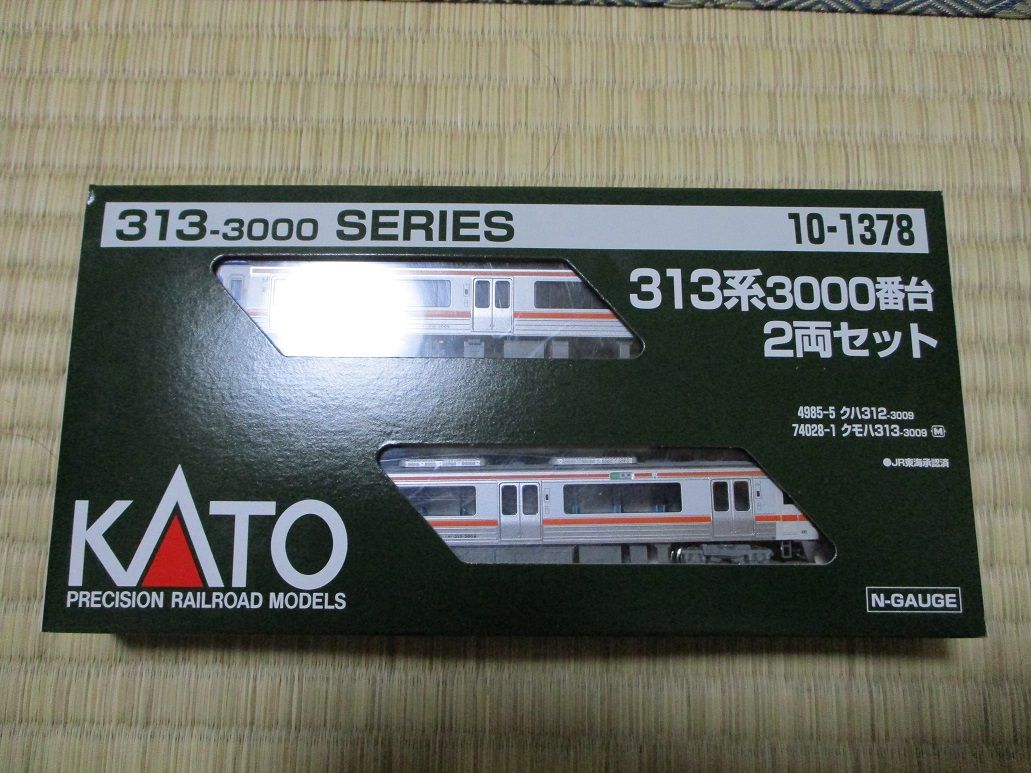 313-3000 SERIES
10-1378
313系3000番台
2両セット
4985-5 クハ312-3009
74028-1 クモハ313-3009 M
●JR東海承認済
KATO
PRECISION RAILROAD MODELS
N-GAUGE